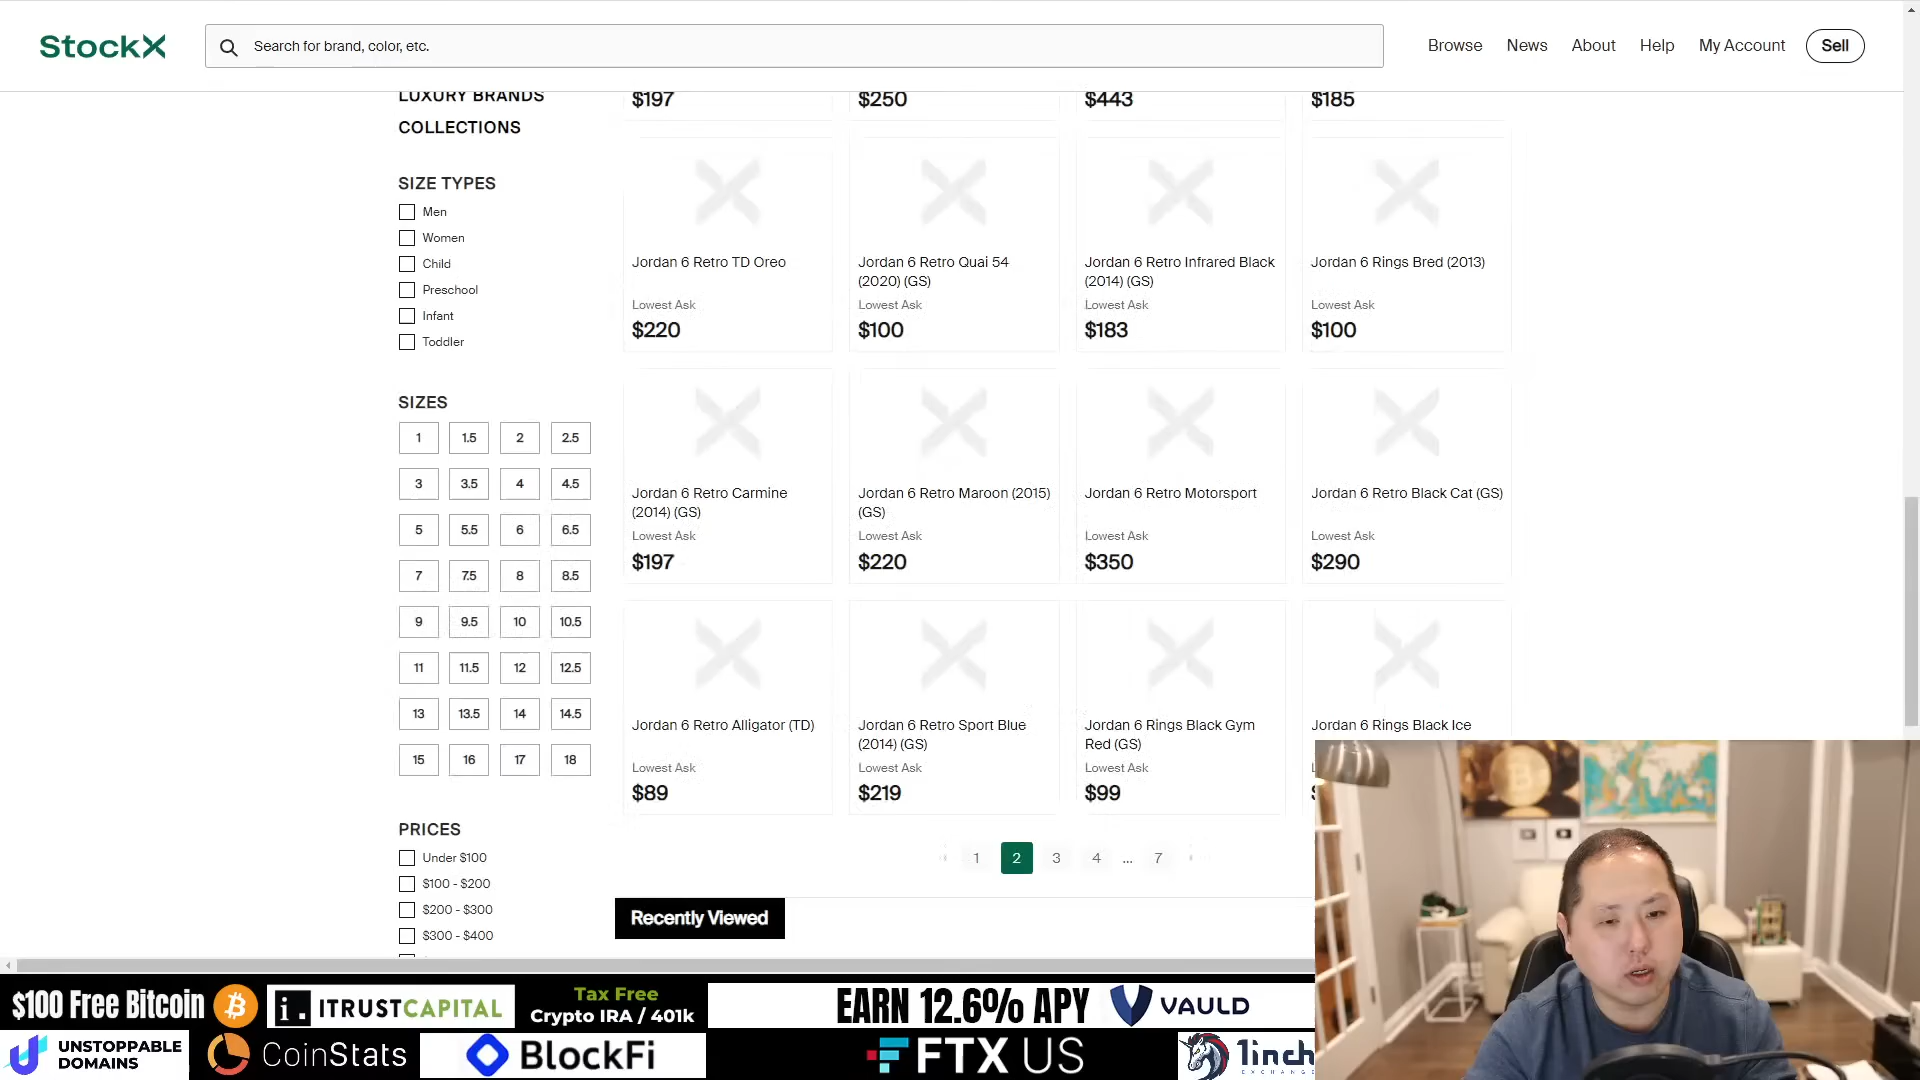 StockX
Search for brand, color, etc.
Browse
News
About
Help
My Account
Sell
LUXURY BRANDS
COLLECTIONS
SIZE TYPES
Men
Women
Child
Preschool
Infant
Toddler
SIZES
1 1.5 2 2.5
3 3.5 4 4.5
5 5.5 6 6.5
7 7.5 8 8.5
9 9.5 10 10.5
11 11.5 12 12.5
13 13.5 14 14.5
15 16 17 18
PRICES
Under $100
$100 - $200
$200 - $300
$300 - $400
$197
$250
$443
$185
Jordan 6 Retro TD Oreo
Lowest Ask
$220
Jordan 6 Retro Quai 54
(2020) (GS)
Lowest Ask
$100
Jordan 6 Retro Infrared Black
(2014) (GS)
Lowest Ask
$183
Jordan 6 Rings Bred (2013)
Lowest Ask
$100
Jordan 6 Retro Carmine
(2014) (GS)
Lowest Ask
$197
Jordan 6 Retro Maroon (2015)
(GS)
Lowest Ask
$220
Jordan 6 Retro Motorsport
Lowest Ask
$350
Jordan 6 Retro Black Cat (GS)
Lowest Ask
$290
Jordan 6 Retro Alligator (TD)
Lowest Ask
$89
Jordan 6 Retro Sport Blue
(2014) (GS)
Lowest Ask
$219
Jordan 6 Rings Black Gym
Red (GS)
Lowest Ask
$99
Jordan 6 Rings Black Ice
1 2 3 4 ... 7
Recently Viewed
$100 Free Bitcoin
ITRUSTCAPITAL
Tax Free
Crypto IRA / 401k
EARN 12.6% APY
VAULD
UNSTOPPABLE
DOMAINS
CoinStats
BlockFi
FTX US
1inch
EXCHANGE